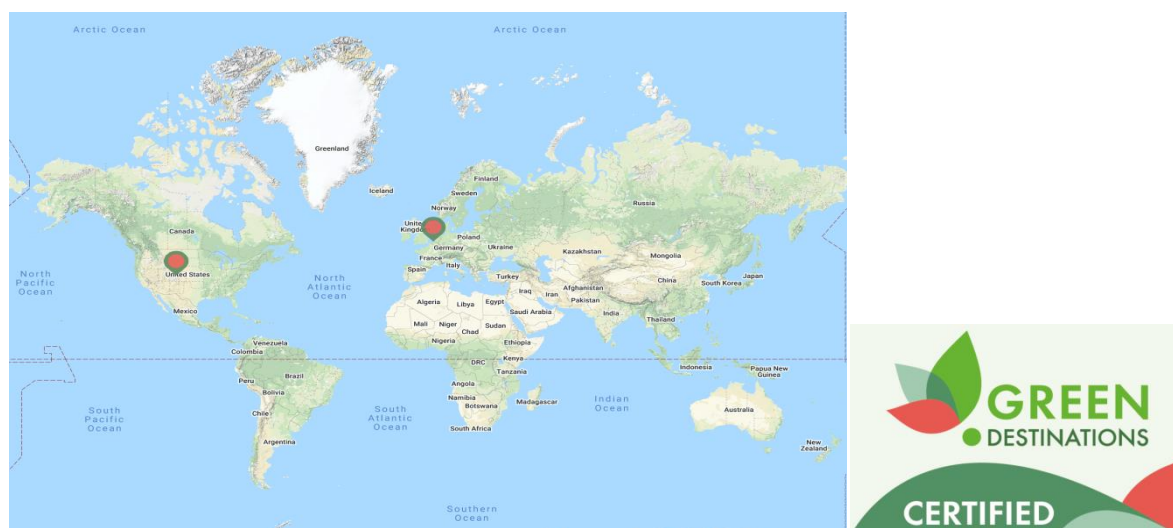 Arctic Ocean
Arctic Ocean
Greenland
Iceland
Finland
Sweden
Norway
Russia
United
Kingdom
Canada
Poland
Germany
Ukraine
France
Kazakhstan
Mongolia
Italy
Spain
Turkey
North
Pacific
Ocean
United States
North
Atlantic
Ocean
China
Japan
South Korea
Afghanistan
Iraq
Iran
Pakistan
Algeria
Libya
Egypt
Saudi Arabia
India
Mexico
Mali
Niger
Chad
Sudan
Thailand
Nigeria
Ethiopia
Venezuela
Colombia
DRC
Kenya
Tanzania
Indonesia
Papua New
Guinea
Peru
Brazil
Bolivia
Angola
Namibia
Botswana
Madagascar
Indian
Ocean
South
Pacific
Ocean
Chile
South
Atlantic
Ocean
Australia
South Africa
Argentina
New
Zealand
Southern
Ocean
GREEN
DESTINATIONS
CERTIFIED